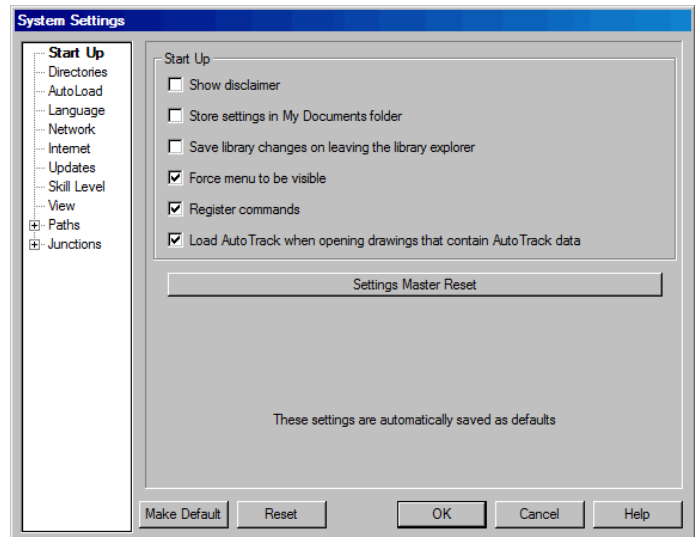 System Settings
Start Up
Directories
AutoLoad
Language
Network
Internet
Updates
Skill Level
View
Paths
Junctions
Start Up
Show disclaimer
Store settings in My Documents folder
Save library changes on leaving the library explorer
Force menu to be visible
Register commands
Load AutoTrack when opening drawings that contain AutoTrack data
Settings Master Reset
These settings are automatically saved as defaults
Make Default
Reset
OK
Cancel
Help